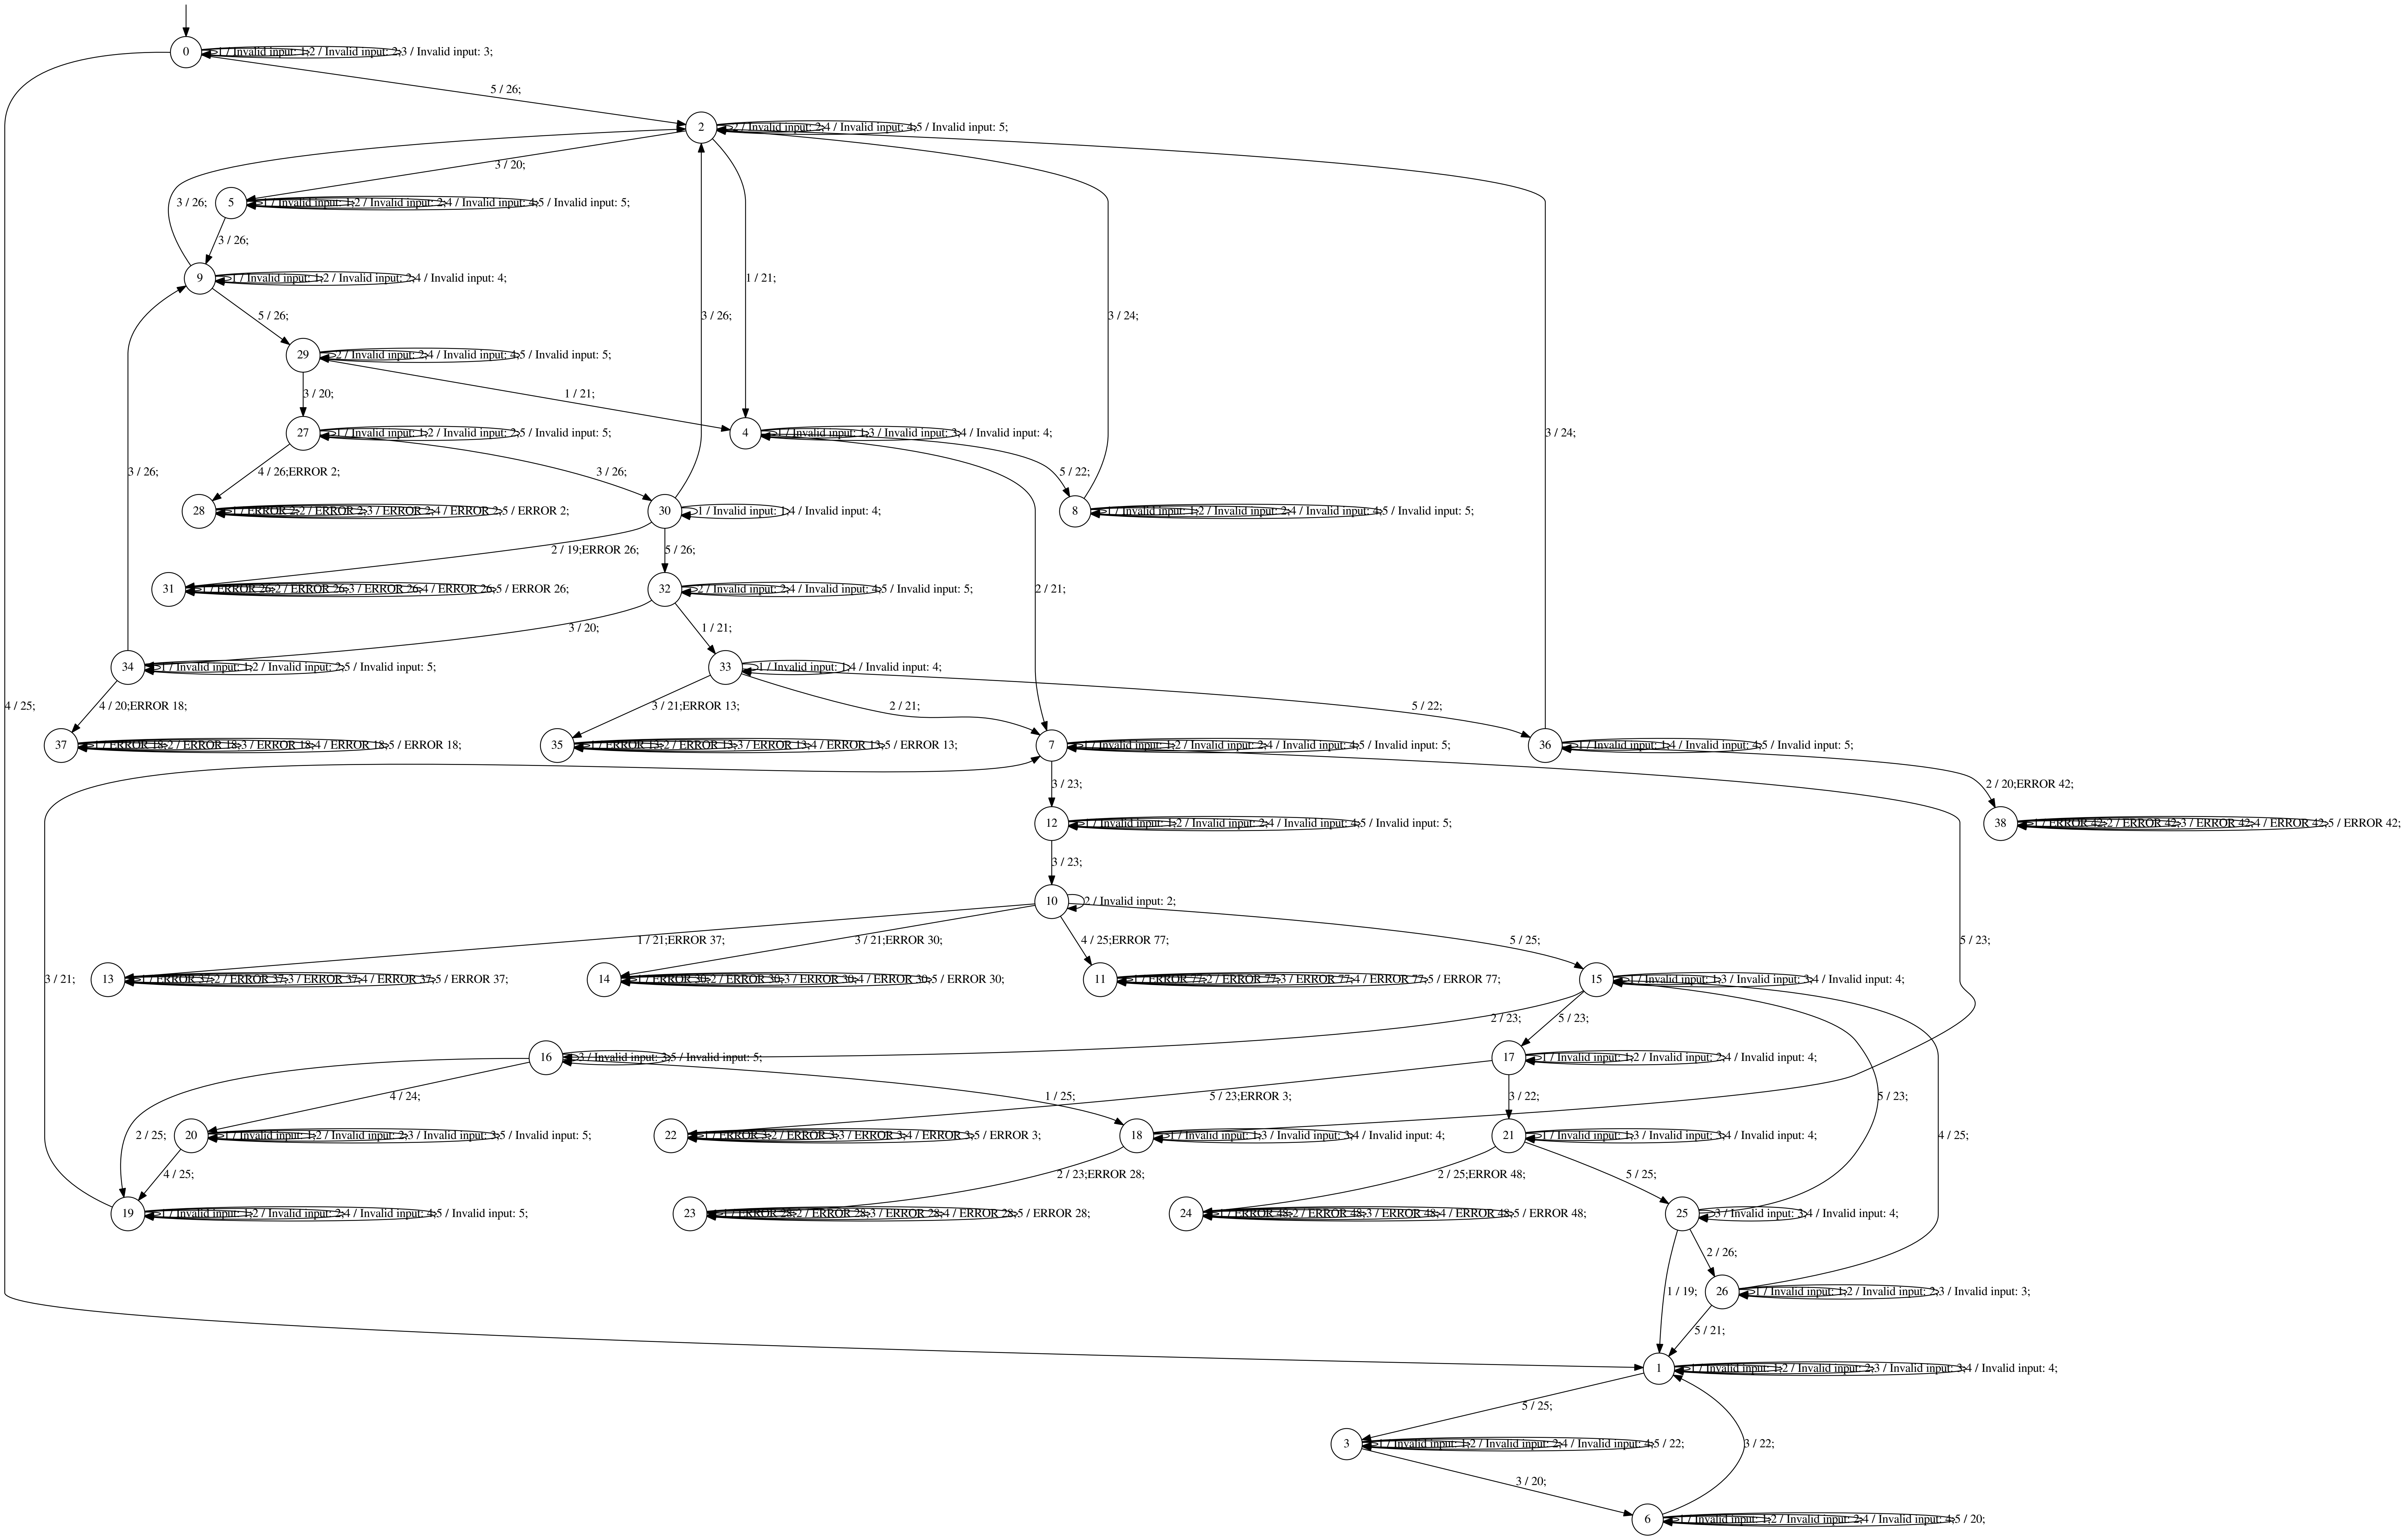 0
1 / Invalid input: 1; 2 / Invalid input: 2; 3 / Invalid input: 3;
5 / 26;
2
2 / Invalid input: 2; 4 / Invalid input: 4; 5 / Invalid input: 5;
3 / 20;
5
1 / Invalid input: 1; 2 / Invalid input: 2; 4 / Invalid input: 4; 5 / Invalid input: 5;
3 / 26;
3 / 26;
9
1 / Invalid input: 1; 2 / Invalid input: 2; 4 / Invalid input: 4;
1 / 21;
5 / 26;
3 / 26;
3 / 24;
29
2 / Invalid input: 2; 4 / Invalid input: 4; 5 / Invalid input: 5;
3 / 20;
1 / 21;
27
1 / Invalid input: 1; 2 / Invalid input: 2; 5 / Invalid input: 5;
4
1 / Invalid input: 1; 3 / Invalid input: 3; 4 / Invalid input: 4;
3 / 24;
3 / 26;
4 / 26;ERROR 2;
3 / 26;
5 / 22;
28
1 / ERROR 2; 2 / ERROR 2; 3 / ERROR 2; 4 / ERROR 2; 5 / ERROR 2;
30
1 / Invalid input: 1; 4 / Invalid input: 4;
8
1 / Invalid input: 1; 2 / Invalid input: 2; 4 / Invalid input: 4; 5 / Invalid input: 5;
2 / 19;ERROR 26;
5 / 26;
31
1 / ERROR 26; 2 / ERROR 26; 3 / ERROR 26; 4 / ERROR 26; 5 / ERROR 26;
32
2 / Invalid input: 2; 4 / Invalid input: 4; 5 / Invalid input: 5;
2 / 21;
3 / 20;
1 / 21;
34
1 / Invalid input: 1; 2 / Invalid input: 2; 5 / Invalid input: 5;
33
1 / Invalid input: 1; 4 / Invalid input: 4;
4 / 25;
4 / 20;ERROR 18;
3 / 21;ERROR 13;
2 / 21;
5 / 22;
37
1 / ERROR 18; 2 / ERROR 18; 3 / ERROR 18; 4 / ERROR 18; 5 / ERROR 18;
35
1 / ERROR 13; 2 / ERROR 13; 3 / ERROR 13; 4 / ERROR 13; 5 / ERROR 13;
7
1 / Invalid input: 1; 2 / Invalid input: 2; 4 / Invalid input: 4; 5 / Invalid input: 5;
36
1 / Invalid input: 1; 4 / Invalid input: 4; 5 / Invalid input: 5;
3 / 23;
2 / 20;ERROR 42;
12
1 / Invalid input: 1; 2 / Invalid input: 2; 4 / Invalid input: 4; 5 / Invalid input: 5;
38
1 / ERROR 42; 2 / ERROR 42; 3 / ERROR 42; 4 / ERROR 42; 5 / ERROR 42;
3 / 23;
10
2 / Invalid input: 2;
1 / 21;ERROR 37;
3 / 21;ERROR 30;
4 / 25;ERROR 77;
5 / 25;
5 / 23;
3 / 21;
13
1 / ERROR 37; 2 / ERROR 37; 3 / ERROR 37; 4 / ERROR 37; 5 / ERROR 37;
14
1 / ERROR 30; 2 / ERROR 30; 3 / ERROR 30; 4 / ERROR 30; 5 / ERROR 30;
11
1 / ERROR 77; 2 / ERROR 77; 3 / ERROR 77; 4 / ERROR 77; 5 / ERROR 77;
15
1 / Invalid input: 1; 3 / Invalid input: 3; 4 / Invalid input: 4;
2 / 23;
5 / 23;
16
3 / Invalid input: 3; 5 / Invalid input: 5;
17
1 / Invalid input: 1; 2 / Invalid input: 2; 4 / Invalid input: 4;
4 / 24;
1 / 25;
5 / 23;ERROR 3;
3 / 22;
5 / 23;
2 / 25;
20
1 / Invalid input: 1; 2 / Invalid input: 2; 3 / Invalid input: 3; 5 / Invalid input: 5;
22
1 / ERROR 3; 2 / ERROR 3; 3 / ERROR 3; 4 / ERROR 3; 5 / ERROR 3;
18
1 / Invalid input: 1; 3 / Invalid input: 3; 4 / Invalid input: 4;
21
1 / Invalid input: 1; 3 / Invalid input: 3; 4 / Invalid input: 4;
4 / 25;
4 / 25;
2 / 23;ERROR 28;
2 / 25;ERROR 48;
5 / 25;
19
1 / Invalid input: 1; 2 / Invalid input: 2; 4 / Invalid input: 4; 5 / Invalid input: 5;
23
1 / ERROR 28; 2 / ERROR 28; 3 / ERROR 28; 4 / ERROR 28; 5 / ERROR 28;
24
1 / ERROR 48; 2 / ERROR 48; 3 / ERROR 48; 4 / ERROR 48; 5 / ERROR 48;
25
3 / Invalid input: 3; 4 / Invalid input: 4;
2 / 26;
1 / 19;
26
1 / Invalid input: 1; 2 / Invalid input: 2; 3 / Invalid input: 3;
5 / 21;
1
1 / Invalid input: 1; 2 / Invalid input: 2; 3 / Invalid input: 3; 4 / Invalid input: 4;
5 / 25;
3
1 / Invalid input: 1; 2 / Invalid input: 2; 4 / Invalid input: 4; 5 / 22;
3 / 22;
3 / 20;
6
1 / Invalid input: 1; 2 / Invalid input: 2; 4 / Invalid input: 4; 5 / 20;